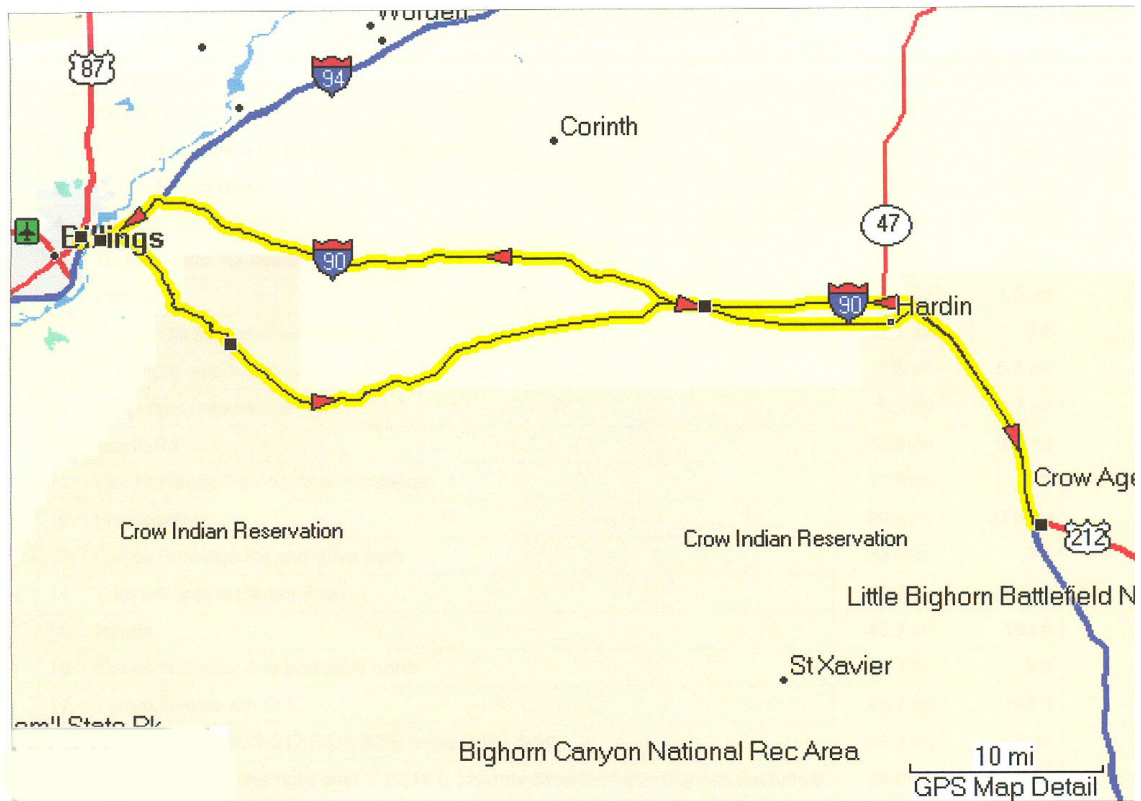 Worden
87
94
Corinth
Billings
47
90
90
Hardin
Crow Age
Crow Indian Reservation
Crow Indian Reservation
212
Little Bighorn Battlefield N
St Xavier
Bighorn Canyon National Rec Area
10 mi
GPS Map Detail